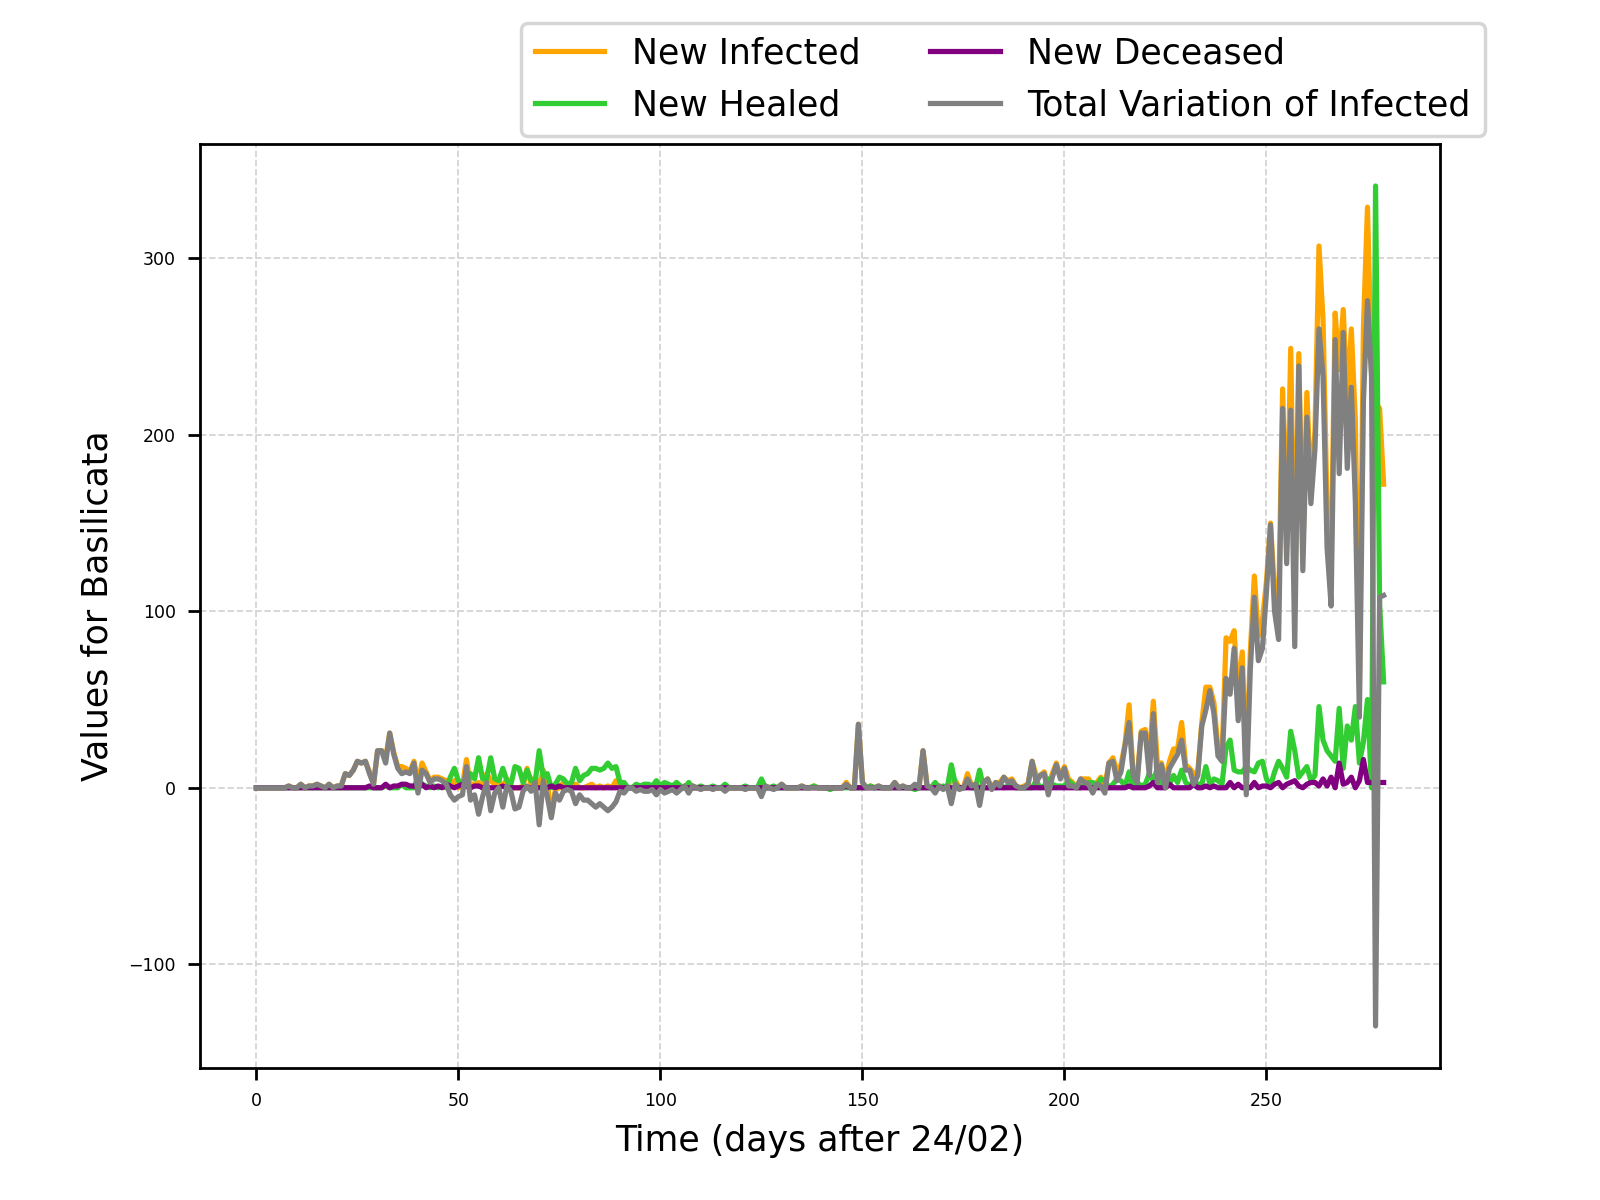 New Infected
New Healed
New Deceased
Total Variation of Infected
300
200
100
0
−100
Values for Basilicata
0 50 100 150 200 250
Time (days after 24/02)